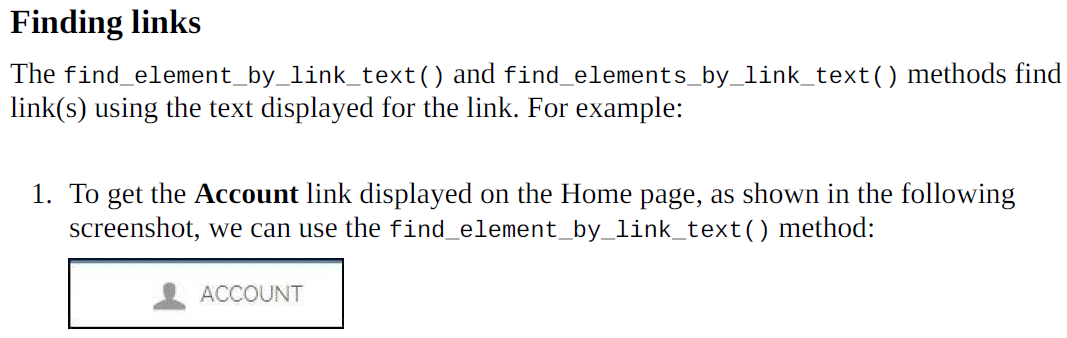 Finding links
The find_element_by_link_text() and find_elements_by_link_text() methods find
link(s) using the text displayed for the link. For example:
1. To get the Account link displayed on the Home page, as shown in the following
screenshot, we can use the find_element_by_link_text() method:
ACCOUNT